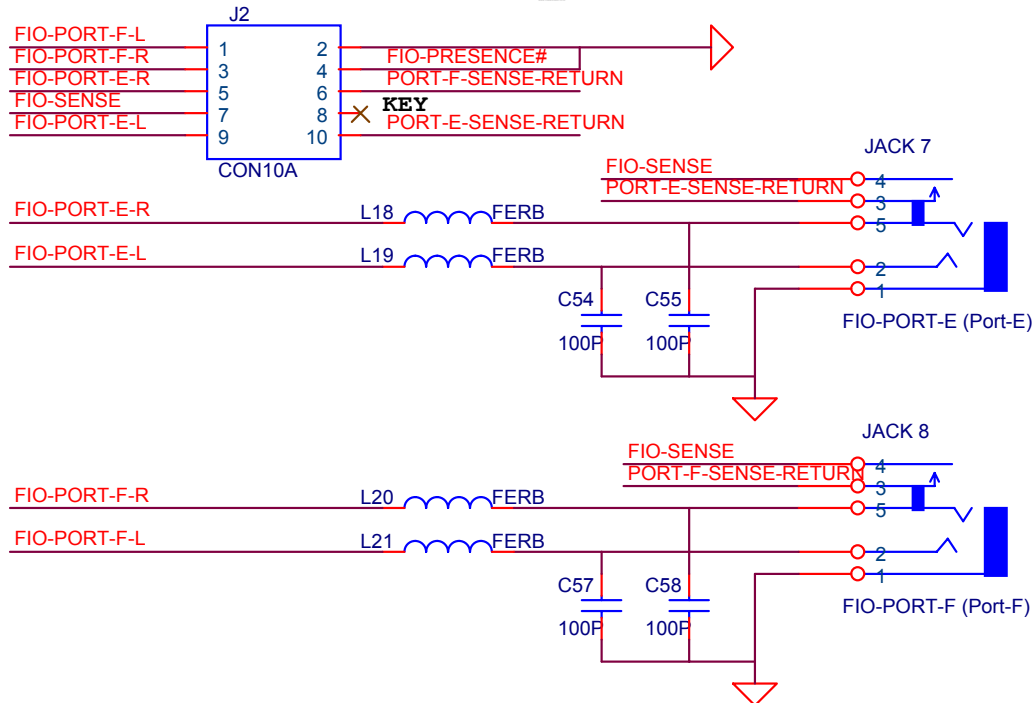 J2
FIO-PORT-F-L
1
2
FIO-PORT-F-R
3
4
FIO-PRESENCE#
FIO-PORT-E-R
5
6
PORT-F-SENSE-RETURN
FIO-SENSE
7
8
KEY
FIO-PORT-E-L
9
10
PORT-E-SENSE-RETURN
CON10A
JACK 7
FIO-SENSE
4
PORT-E-SENSE-RETURN
3
FIO-PORT-E-R
L18
FERB
5
FIO-PORT-E-L
L19
FERB
2
1
C54
C55
100P
100P
FIO-PORT-E (Port-E)
JACK 8
FIO-SENSE
4
PORT-F-SENSE-RETURN
3
FIO-PORT-F-R
L20
FERB
5
FIO-PORT-F-L
L21
FERB
2
1
C57
C58
100P
100P
FIO-PORT-F (Port-F)